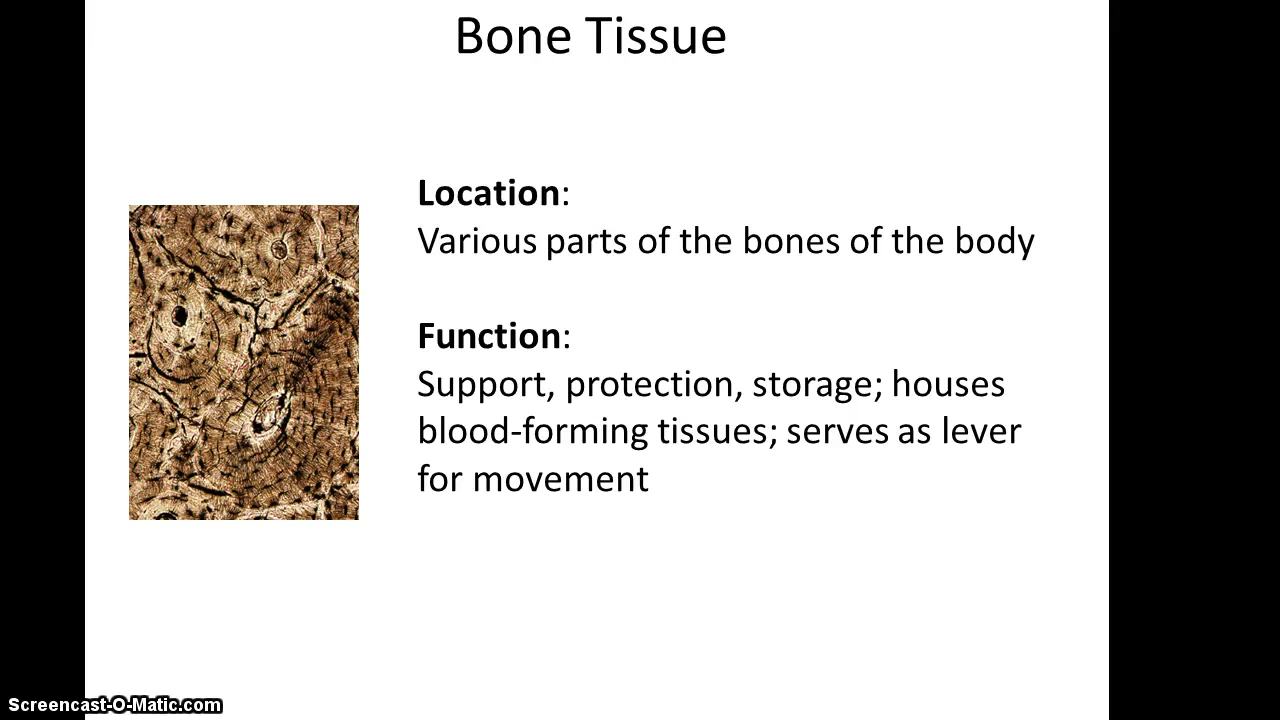 Bone Tissue
Location:
Various parts of the bones of the body
Function:
Support, protection, storage; houses
blood-forming tissues; serves as lever
for movement
Screencast-O-Matic.com